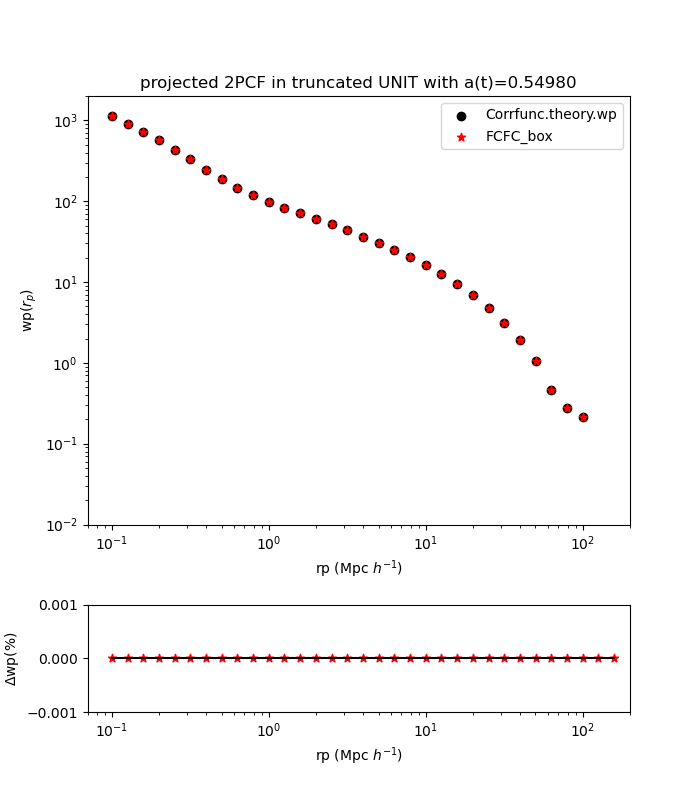 projected 2PCF in truncated UNIT with a(t)=0.54980
Corrfunc.theory.wp
FCFC_box
10³
10²
10¹
10⁰
10⁻¹
10⁻²
wp(rₚ)
10⁻¹ 10⁰ 10¹ 10²
rp (Mpc h⁻¹)
0.001
0.000
−0.001
Δwp(%)
10⁻¹ 10⁰ 10¹ 10²
rp (Mpc h⁻¹)